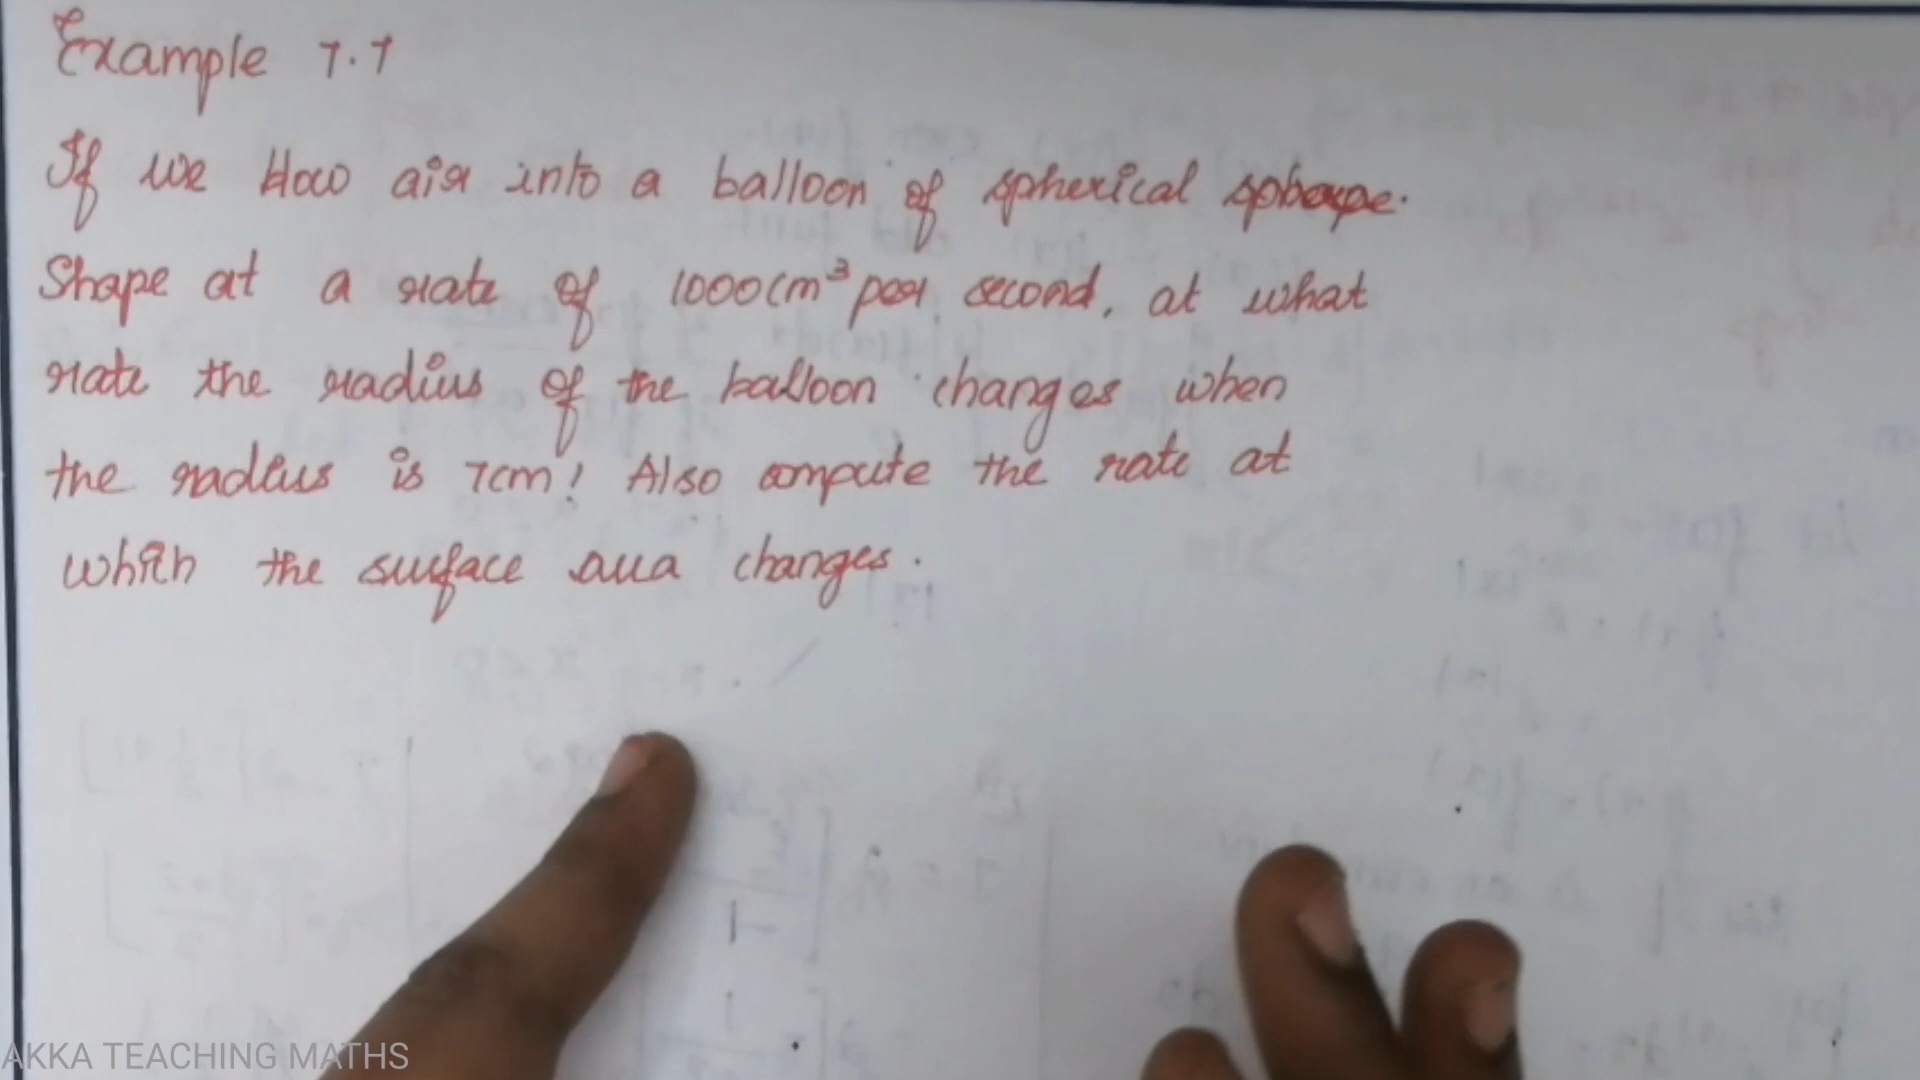 Example 7.7
If we blow air into a balloon of spherical
Shape at a rate of 1000cm³ per second, at what
rate the radius of the balloon changes when
the radius is 7cm? Also compute the rate at
which the surface area changes.
AKKA TEACHING MATHS